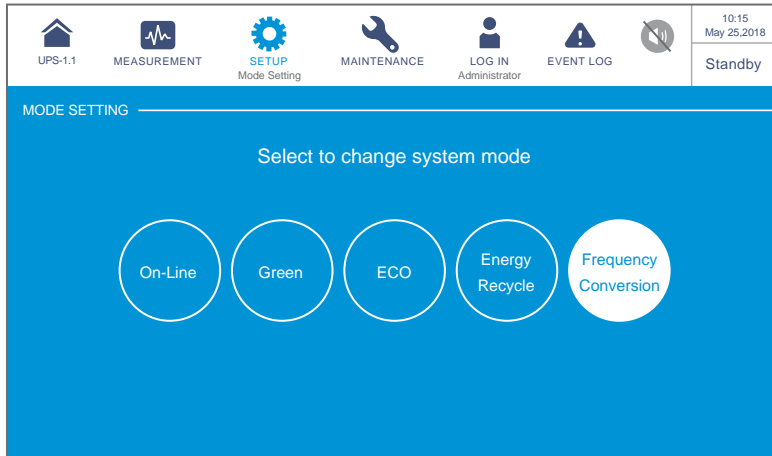 UPS-1.1
MEASUREMENT
SETUP
Mode Setting
MAINTENANCE
LOG IN
Administrator
EVENT LOG
10:15
May 25,2018
Standby
MODE SETTING
Select to change system mode
On-Line
Green
ECO
Energy
Recycle
Frequency
Conversion